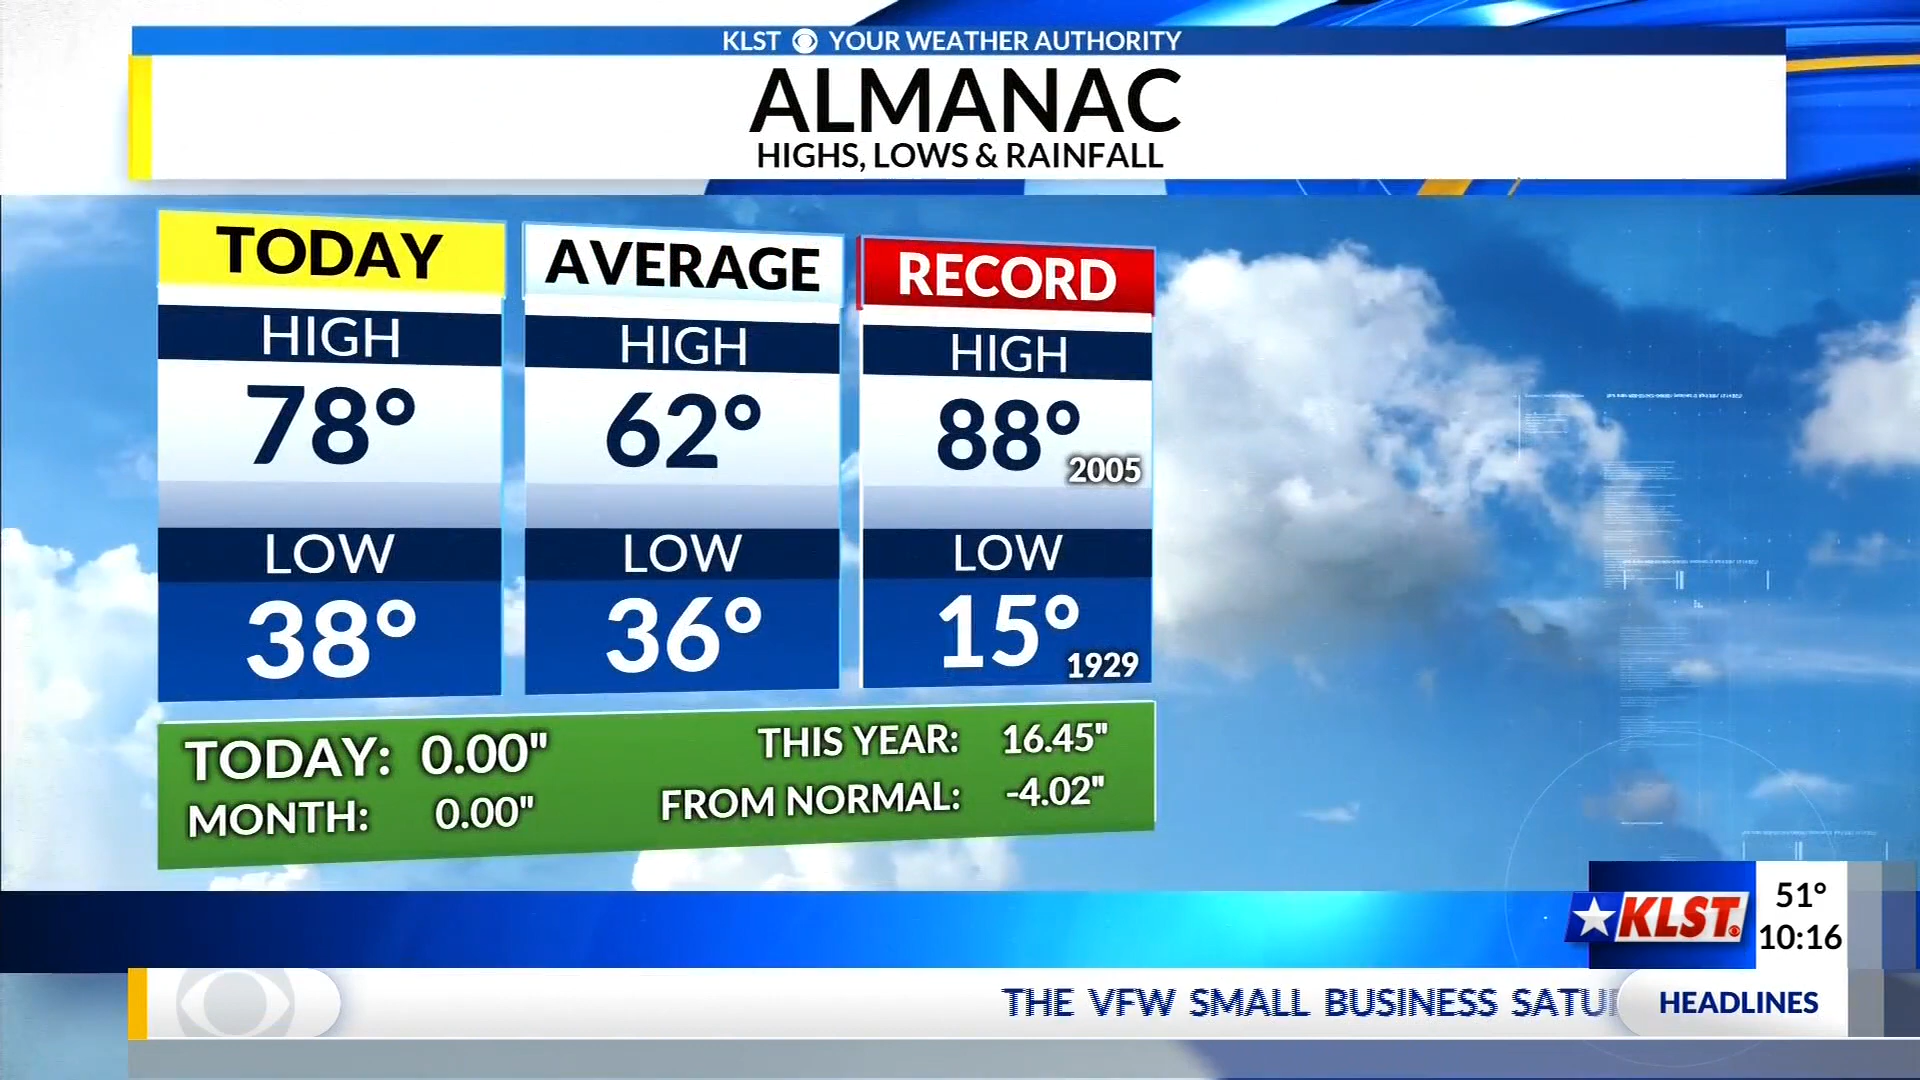 KLST YOUR WEATHER AUTHORITY
ALMANAC
HIGHS, LOWS & RAINFALL
TODAY
HIGH
78°
LOW
38°
AVERAGE
HIGH
62°
LOW
36°
RECORD
HIGH
88°
2005
LOW
15°
1929
TODAY: 0.00"
MONTH: 0.00"
THIS YEAR: 16.45"
FROM NORMAL: -4.02"
KLST
51°
10:16
THE VFW SMALL BUSINESS SATU
HEADLINES